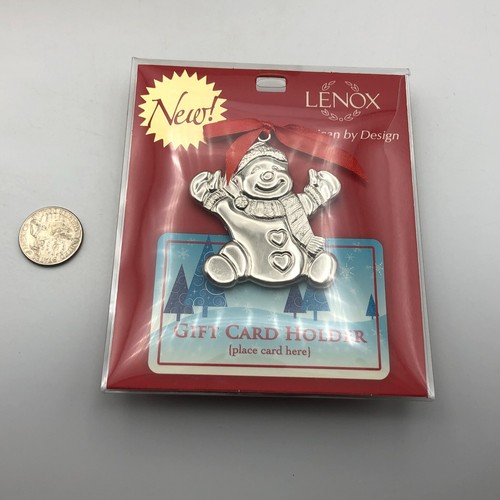 New!
LENOX
by Design
GIFT CARD HOLDER
(place card here)